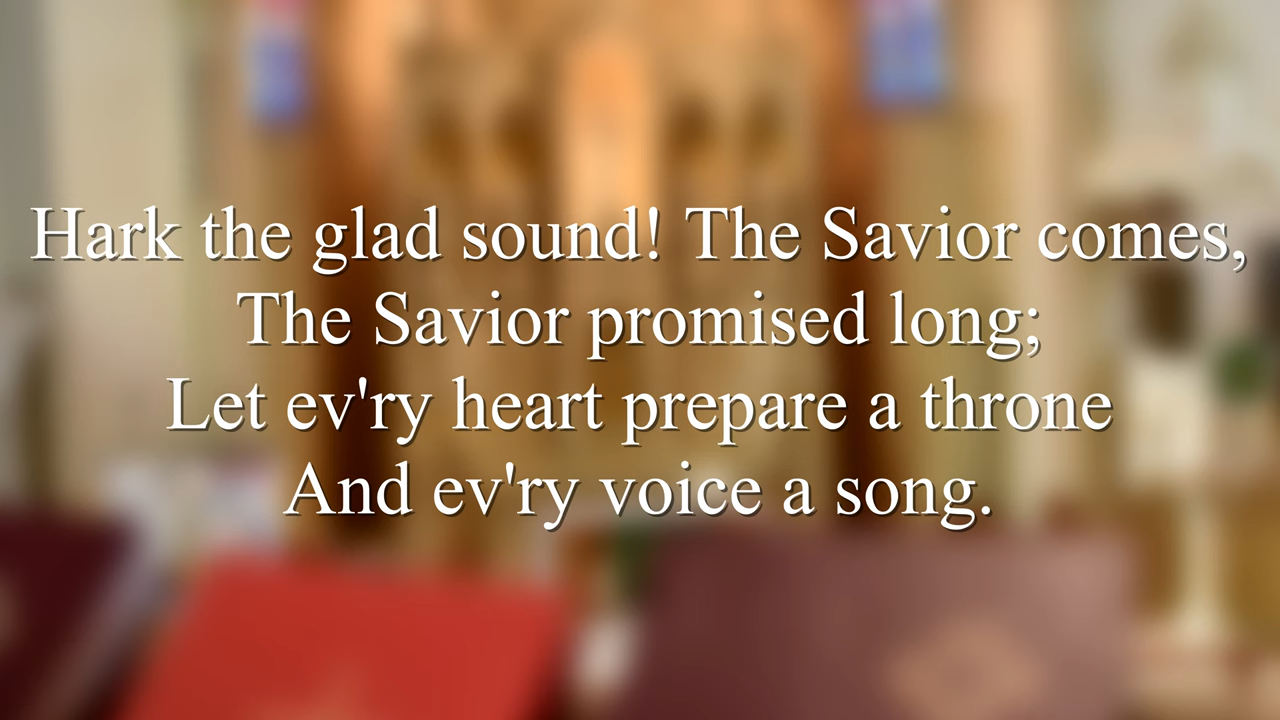 Hark the glad sound! The Savior comes,
The Savior promised long;
Let ev'ry heart prepare a throne
And ev'ry voice a song.